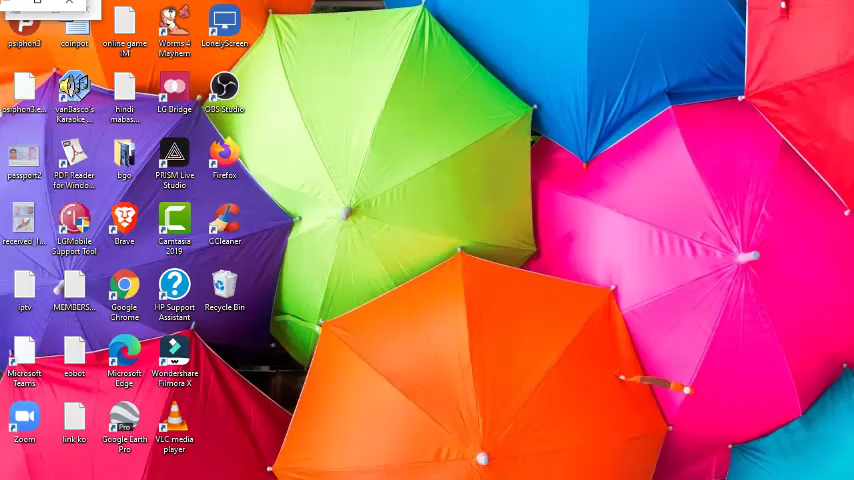 psiphon3
coinpot
online game
IM
Worms 4
Mayhem
LonelyScreen
psiphon3.e...
vanBasco's
Karaoke ...
hindi
mabas...
LG Bridge
OBS Studio
passport2
PDF Reader
for Windo...
bgo
PRISM Live
Studio
Firefox
received_1...
LGMobile
Support Tool
Brave
Camtasia
2019
CCleaner
iptv
MEMBERS...
Google
Chrome
HP Support
Assistant
Recycle Bin
Microsoft
Teams
eobot
Microsoft
Edge
Wondershare
Filmora X
Zoom
link ko
Pro
Google Earth
Pro
VLC media
player